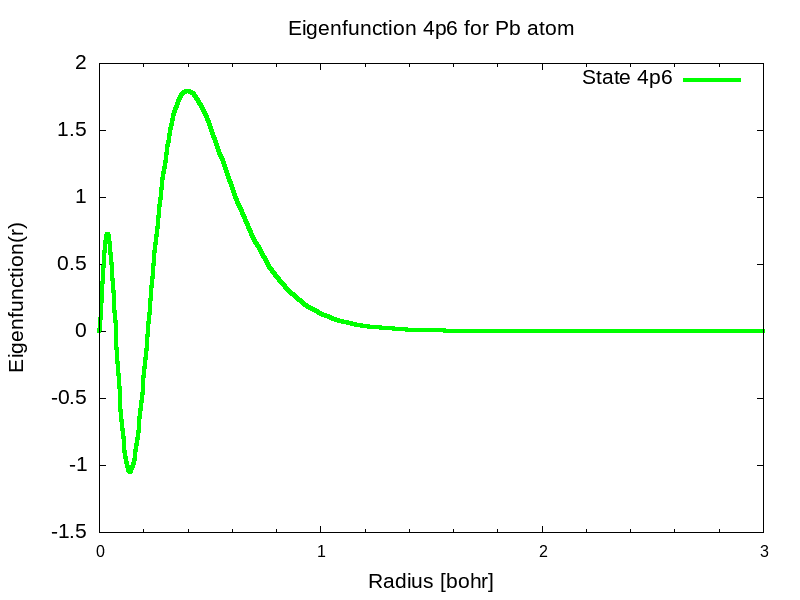 Eigenfunction 4p6 for Pb atom
State 4p6
2
1.5
1
0.5
0
-0.5
-1
-1.5
Eigenfunction(r)
0 1 2 3
Radius [bohr]